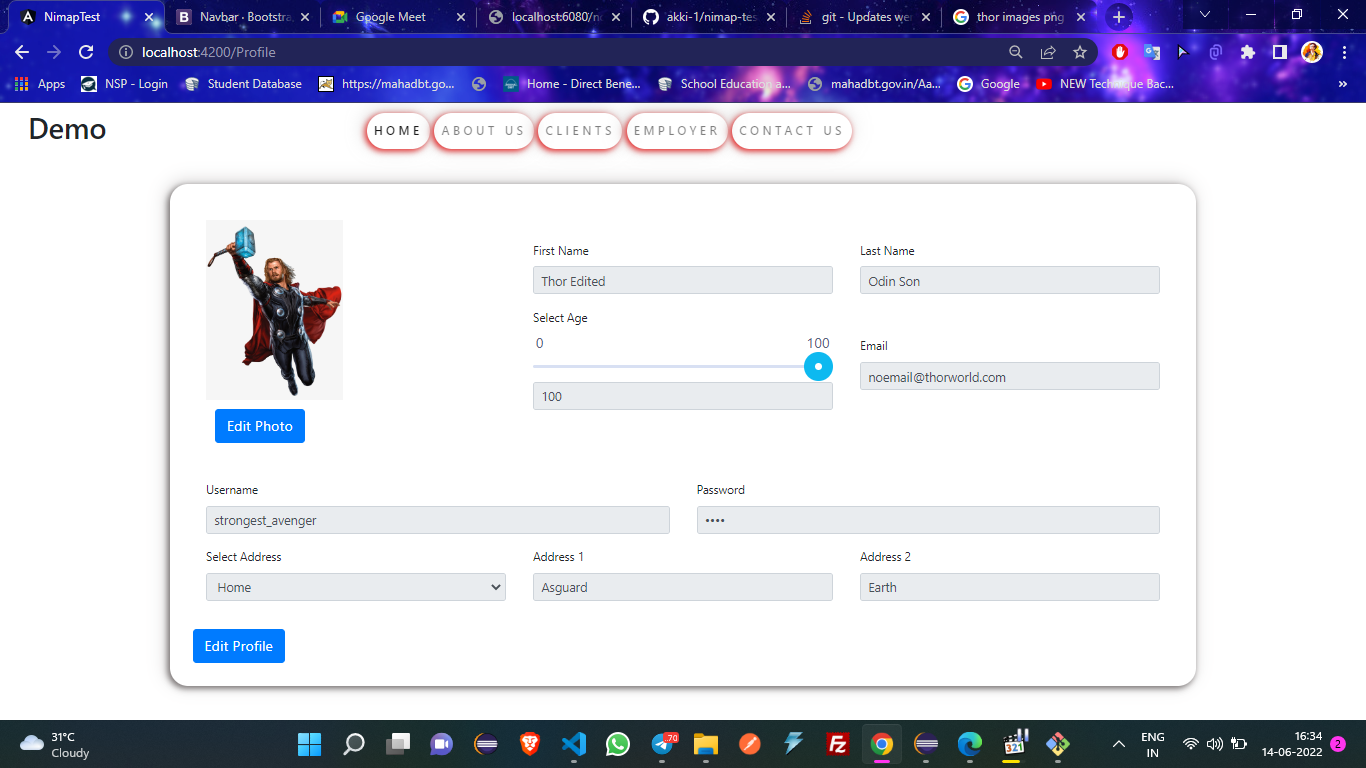 NimapTest
Navbar · Bootstra
Google Meet
localhost:6080/n
akki-1/nimap-tes
git - Updates wer
thor images png
localhost:4200/Profile
Apps
NSP - Login
Student Database
https://mahadbt.go...
Home - Direct Bene...
School Education a...
mahadbt.gov.in/Aa...
Google
NEW Technique Bac...
»
Demo
HOME
ABOUT US
CLIENTS
EMPLOYER
CONTACT US
First Name
Last Name
Thor Edited
Odin Son
Select Age
0
100
Email
noemail@thorworld.com
100
Edit Photo
Username
Password
strongest_avenger
••••
Select Address
Address 1
Address 2
Home
Asguard
Earth
Edit Profile
31°C
Cloudy
70
321
ENG
IN
16:34
14-06-2022
2